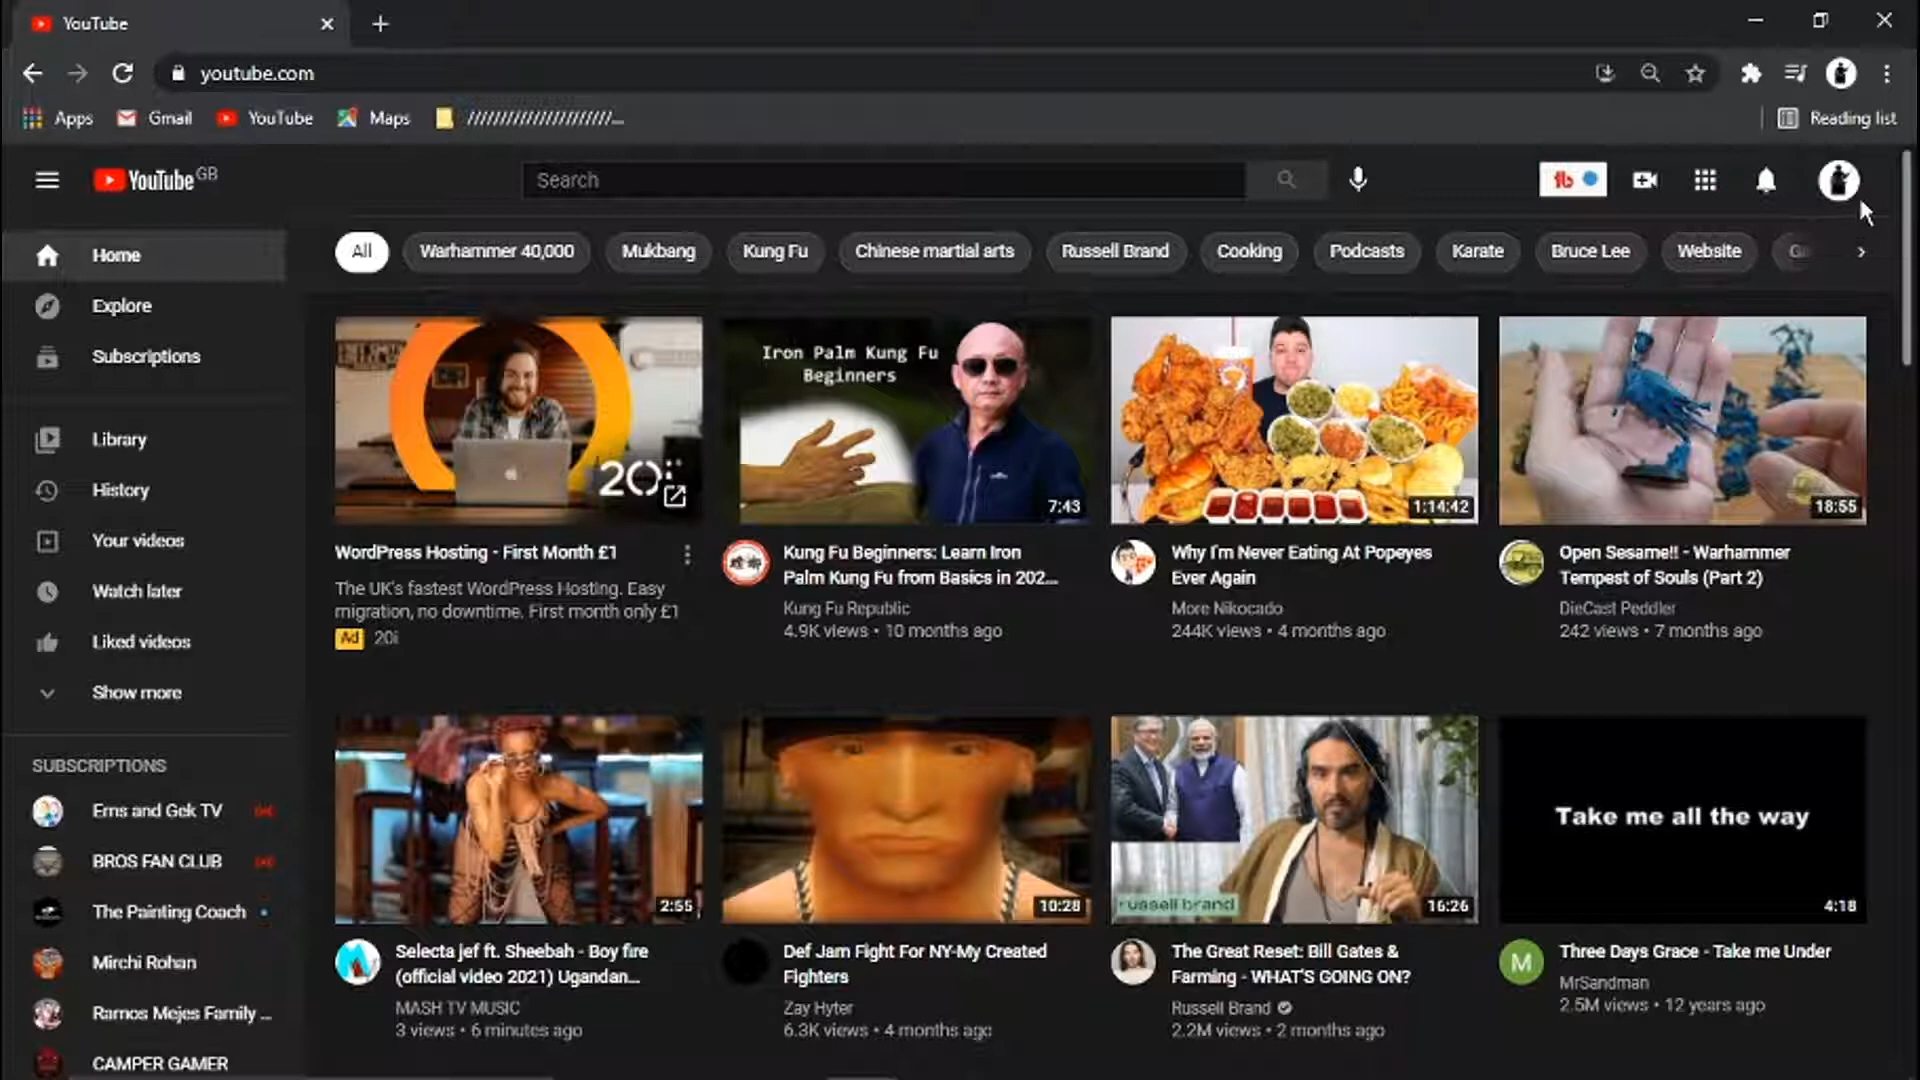 YouTube
youtube.com
Apps
Gmail
YouTube
Maps
//////////////////////...
Reading list
YouTube GB
Search
tb
All
Warhammer 40,000
Mukbang
Kung Fu
Chinese martial arts
Russell Brand
Cooking
Podcasts
Karate
Bruce Lee
Website
Home
Explore
Subscriptions
Library
History
Your videos
Watch later
Liked videos
Show more
SUBSCRIPTIONS
Ems and Gek TV
BROS FAN CLUB
The Painting Coach
Mirchi Rohan
Ramos Mejes Family ...
CAMPER GAMER
20i
WordPress Hosting - First Month £1
The UK's fastest WordPress Hosting. Easy
migration, no downtime. First month only £1
Ad 20i
Iron Palm Kung Fu
Beginners
7:43
Kung Fu Beginners: Learn Iron
Palm Kung Fu from Basics in 202...
Kung Fu Republic
4.9K views • 10 months ago
1:14:42
Why I'm Never Eating At Popeyes
Ever Again
More Nikocado
244K views • 4 months ago
18:55
Open Sesame!! - Warhammer
Tempest of Souls (Part 2)
DieCast Peddler
242 views • 7 months ago
2:55
Selecta jef ft. Sheebah - Boy fire
(official video 2021) Ugandan...
MASH TV MUSIC
3 views • 6 minutes ago
10:28
Def Jam Fight For NY-My Created
Fighters
Zay Hyter
6.3K views • 4 months ago
russell brand
16:26
The Great Reset: Bill Gates &
Farming - WHAT'S GOING ON?
Russell Brand
2.2M views • 2 months ago
Take me all the way
4:18
M
Three Days Grace - Take me Under
MrSandman
2.5M views • 12 years ago